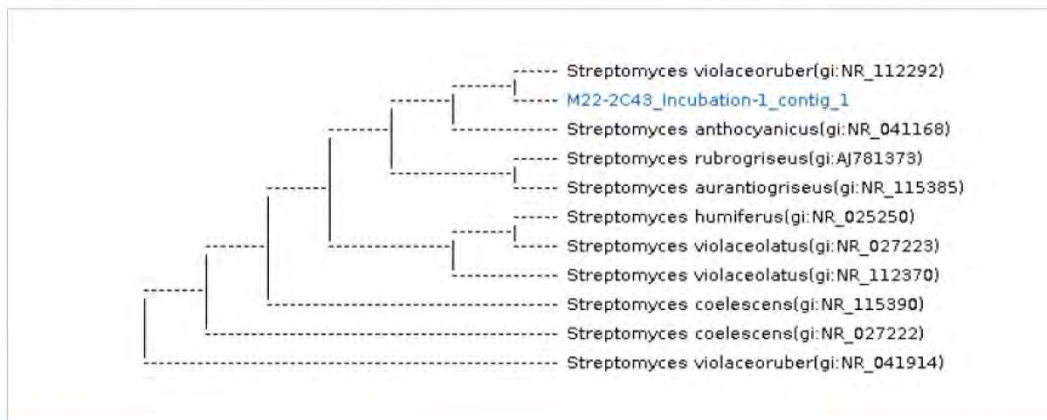 Streptomyces violaceoruber(gi:NR_112292)
M22-2C43_Incubation-1_contig_1
Streptomyces anthocyanicus(gi:NR_041168)
Streptomyces rubrogriseus(gi:AJ781373)
Streptomyces aurantiogriseus(gi:NR_115385)
Streptomyces humiferus(gi:NR_025250)
Streptomyces violaceolatus(gi:NR_027223)
Streptomyces violaceolatus(gi:NR_112370)
Streptomyces coelescens(gi:NR_115390)
Streptomyces coelescens(gi:NR_027222)
Streptomyces violaceoruber(gi:NR_041914)